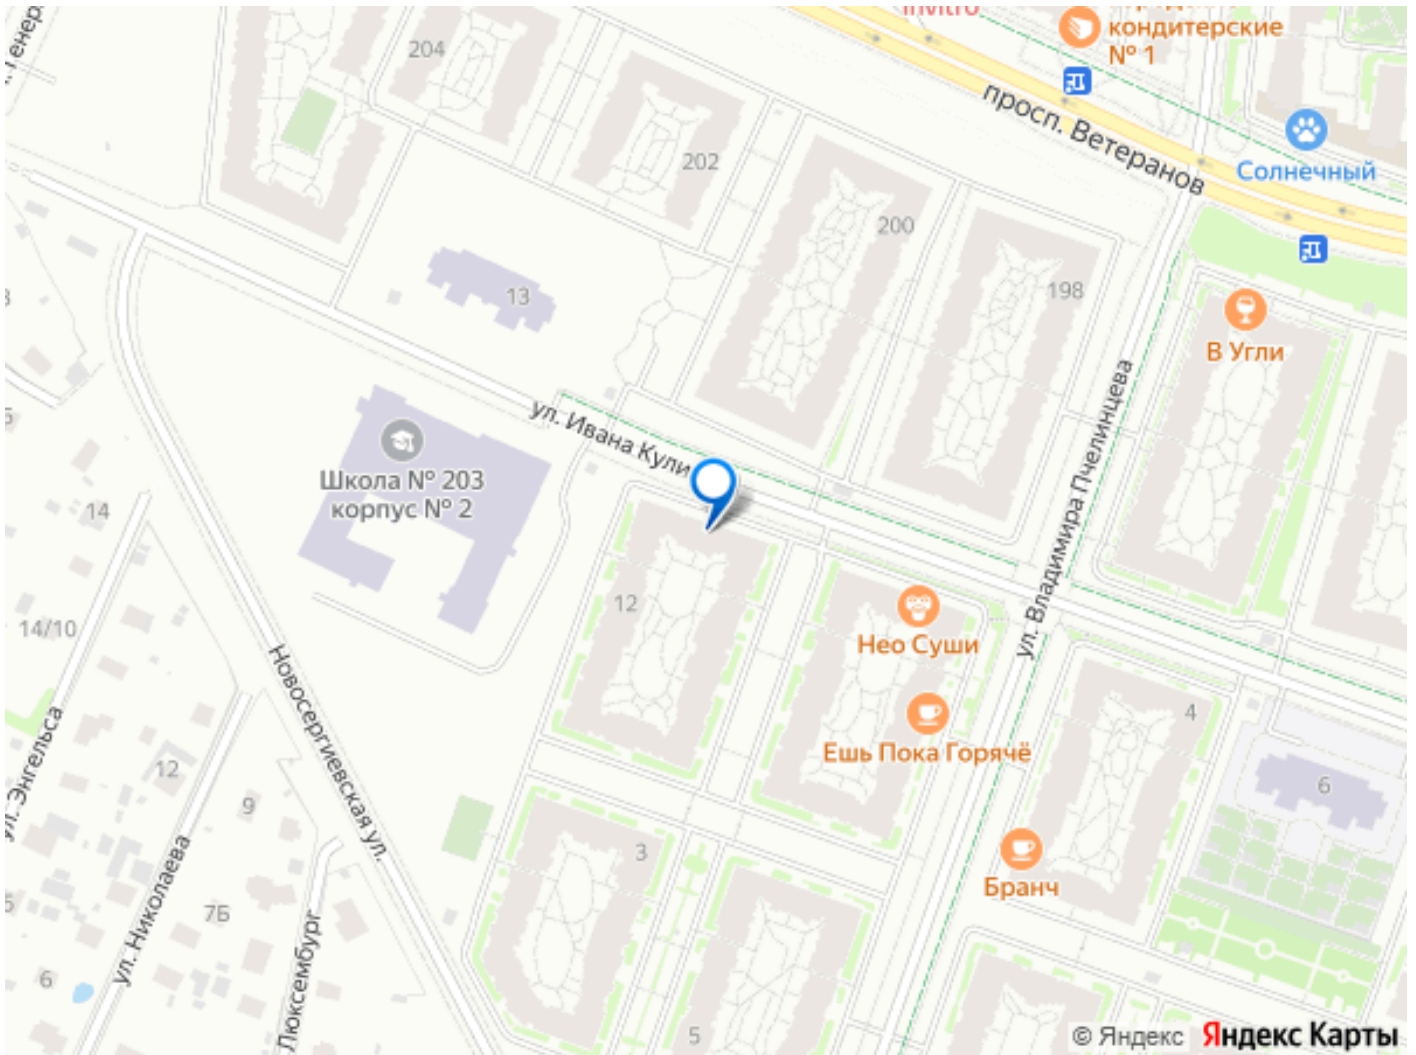 Invitro
кондитерские
№ 1
204
просп. Ветеранов
Солнечный
202
200
198
13
В Угли
ул. Ивана Кули
ул. Владимира Пчелинцева
Школа № 203
корпус № 2
14
12
14/10
Нео Суши
Новосергиевская ул.
Ешь Пока Горячё
4
6
ул. Энгельса
12
9
3
Бранч
ул. Николаева
7Б
Люксембург
6
5
© Яндекс Яндекс Карты